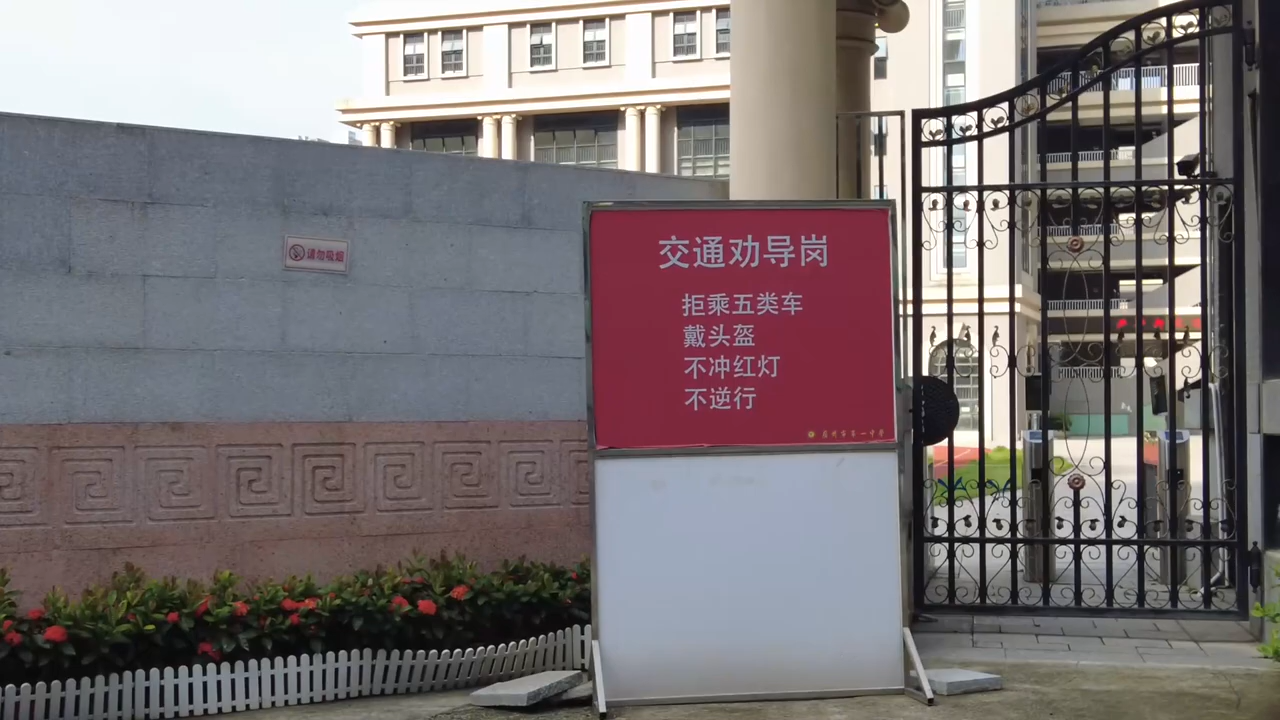 请勿吸烟
交通劝导岗
拒乘五类车
戴头盔
不冲红灯
不逆行